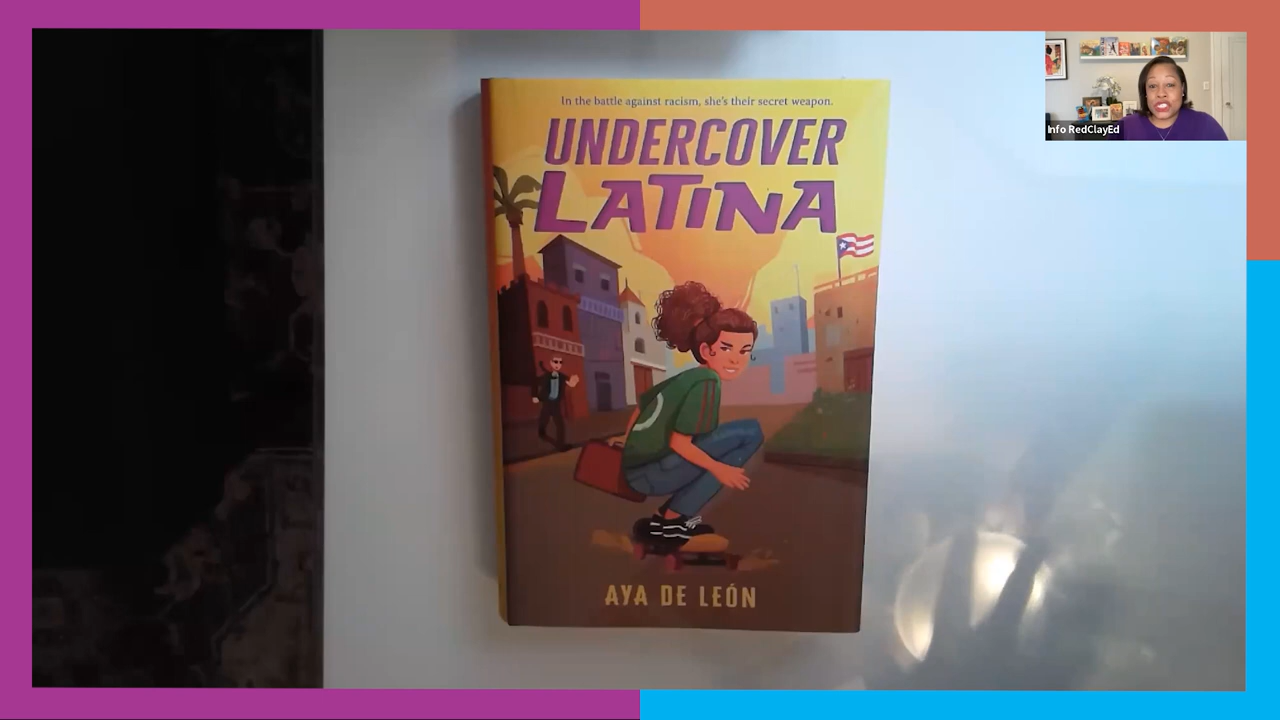 In the battle against racism, she's their secret weapon.
UNDERCOVER
LATINA
AYA DE LEÓN
Info RedClayEd